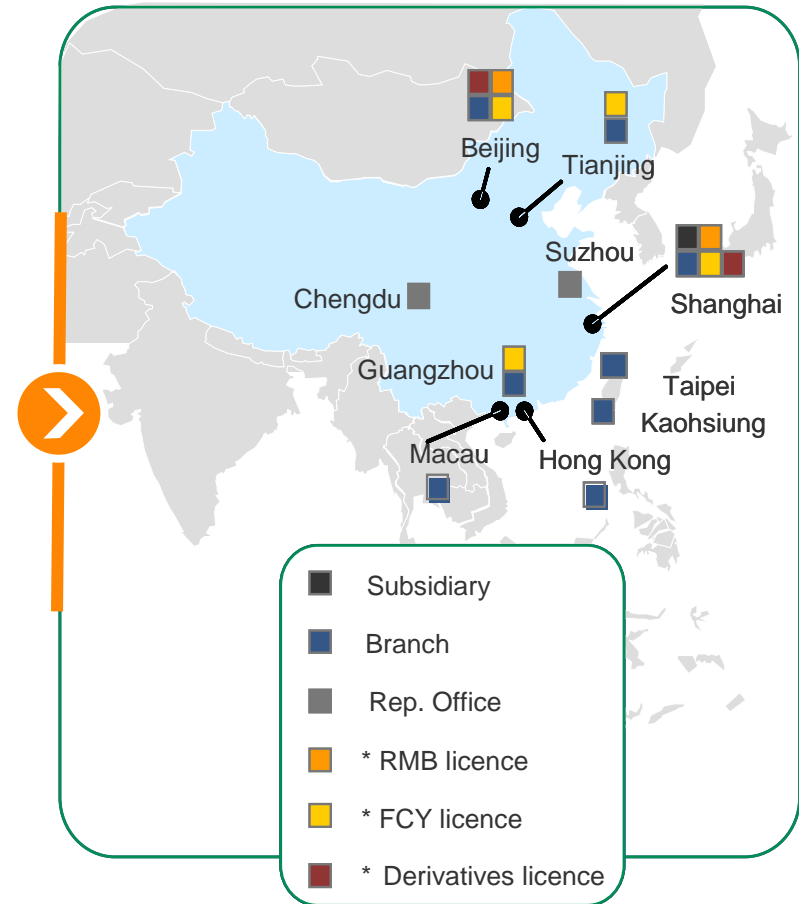 Beijing
Tianjing
Suzhou
Chengdu
Shanghai
Guangzhou
Taipei
Kaohsiung
Macau
Hong Kong
Subsidiary
Branch
Rep. Office
* RMB licence
* FCY licence
* Derivatives licence